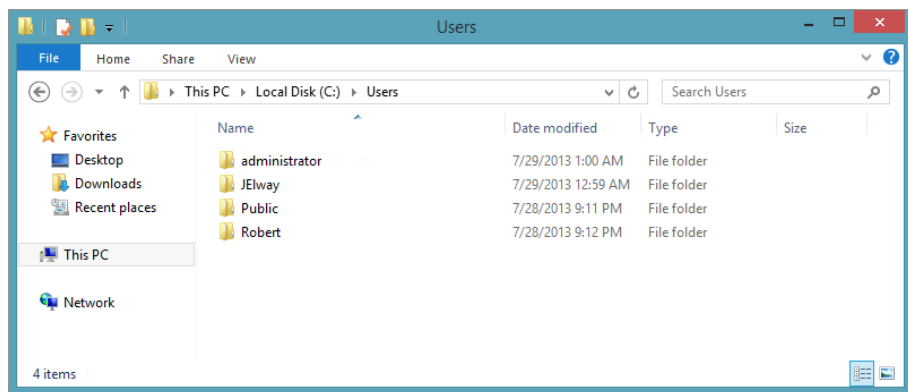 Users
File Home Share View
This PC Local Disk (C:) Users Search Users
Name Date modified Type Size
Favorites
Desktop
Downloads
Recent places
This PC
Network
administrator 7/29/2013 1:00 AM File folder
JElway 7/29/2013 12:59 AM File folder
Public 7/28/2013 9:11 PM File folder
Robert 7/28/2013 9:12 PM File folder
4 items